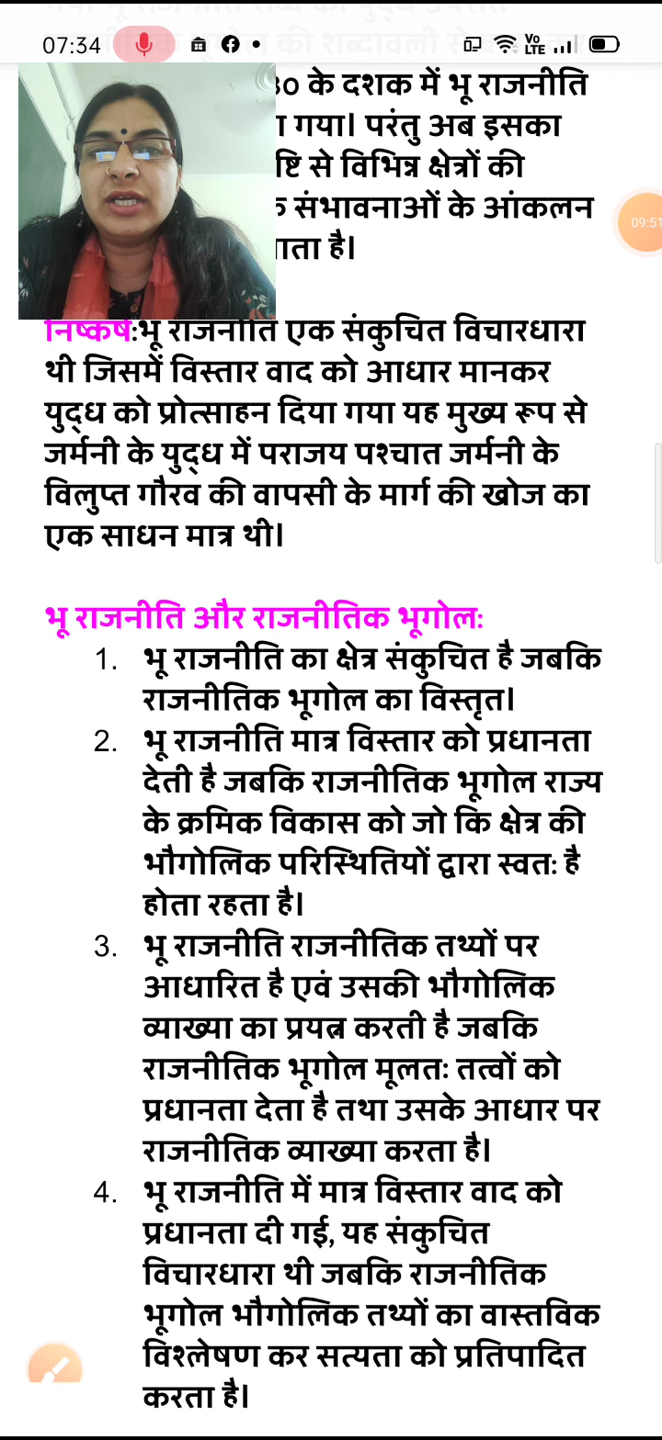 07:34
VoLTE
के दशक में भू राजनीति
गया। परंतु अब इसका
से विभिन्न क्षेत्रों की
संभावनाओं के आंकलन
है।
09:51
निष्कर्ष:भू राजनीति एक संकुचित विचारधारा
थी जिसमें विस्तार वाद को आधार मानकर
युद्ध को प्रोत्साहन दिया गया यह मुख्य रूप से
जर्मनी के युद्ध में पराजय पश्चात जर्मनी के
विलुप्त गौरव की वापसी के मार्ग की खोज का
एक साधन मात्र थी।
भू राजनीति और राजनीतिक भूगोल:
1. भू राजनीति का क्षेत्र संकुचित है जबकि
राजनीतिक भूगोल का विस्तृत।
2. भू राजनीति मात्र विस्तार को प्रधानता
देती है जबकि राजनीतिक भूगोल राज्य
के क्रमिक विकास को जो कि क्षेत्र की
भौगोलिक परिस्थितियों द्वारा स्वत: है
होता रहता है।
3. भू राजनीति राजनीतिक तथ्यों पर
आधारित है एवं उसकी भौगोलिक
व्याख्या का प्रयत्न करती है जबकि
राजनीतिक भूगोल मूलत: तत्वों को
प्रधानता देता है तथा उसके आधार पर
राजनीतिक व्याख्या करता है।
4. भू राजनीति में मात्र विस्तार वाद को
प्रधानता दी गई, यह संकुचित
विचारधारा थी जबकि राजनीतिक
भूगोल भौगोलिक तथ्यों का वास्तविक
विश्लेषण कर सत्यता को प्रतिपादित
करता है।